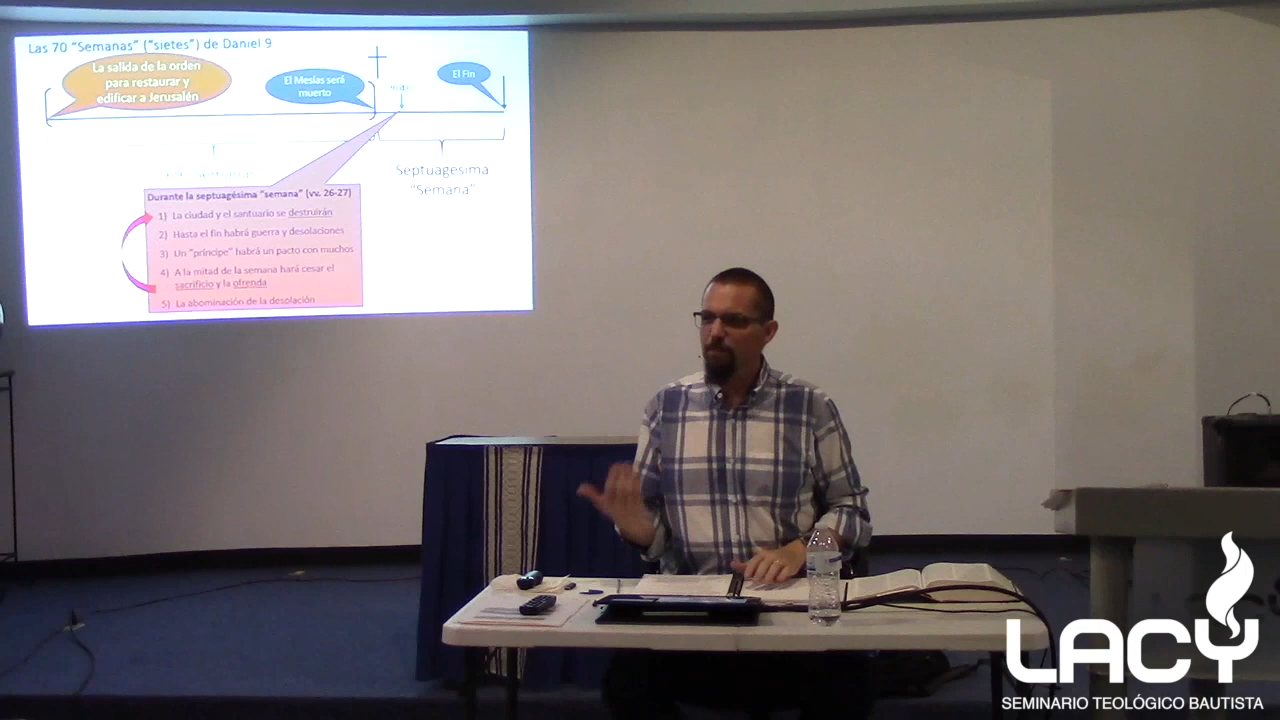 Las 70 "Semanas" ("sietes") de Daniel 9
La salida de la orden
para restaurar y
edificar a Jerusalén
El Mesías será
muerto
El Fin
Septuagesima
"Semana"
Durante la septuagésima "semana" (vv. 26-27)
1) La ciudad y el santuario se destruirán
2) Hasta el fin habrá guerra y desolaciones
3) Un "príncipe" habrá un pacto con muchos
4) A la mitad de la semana hará cesar el
sacrificio y la ofrenda
5) La abominación de la desolación
LACY
SEMINARIO TEOLÓGICO BAUTISTA